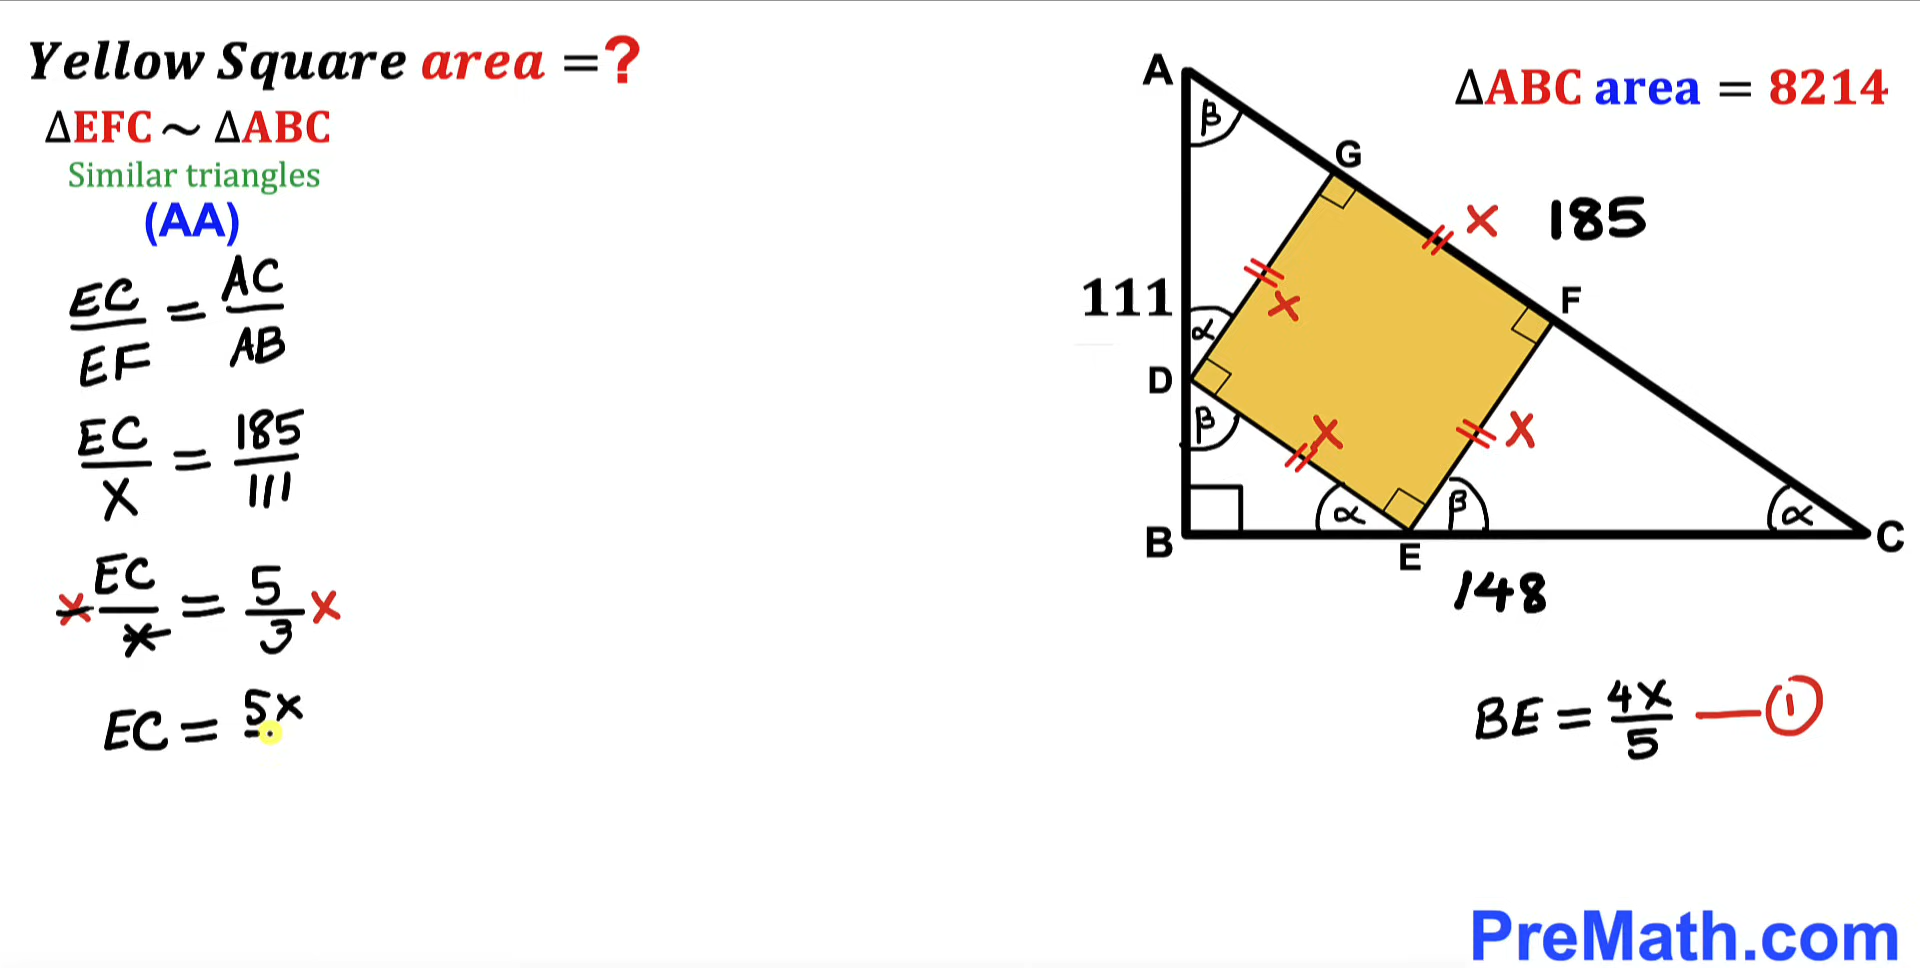 Yellow Square area =?
ΔEFC ~ ΔABC
Similar triangles
(AA)
EC/EF = AC/AB
EC/X = 185/111
x EC/x = 5/3 x
EC = 5x
ΔABC area = 8214
A
β
G
x 185
111
x
F
α
D
β
x
x
α
β
α
B
E
C
148
BE = 4x/5 — ①
PreMath.com